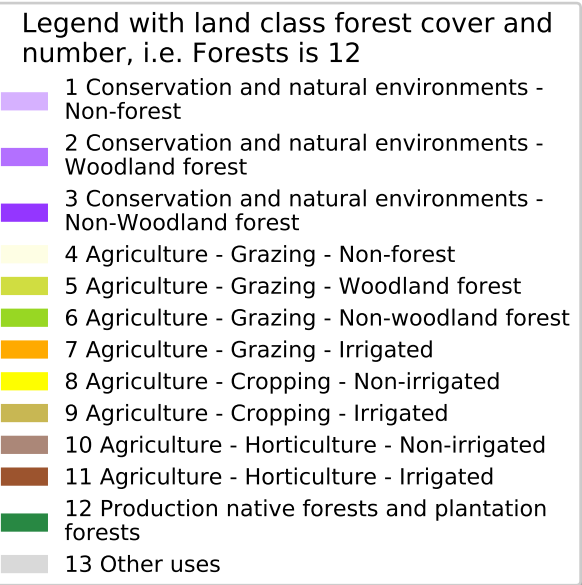 Legend with land class forest cover and
number, i.e. Forests is 12
1 Conservation and natural environments -
Non-forest
2 Conservation and natural environments -
Woodland forest
3 Conservation and natural environments -
Non-Woodland forest
4 Agriculture - Grazing - Non-forest
5 Agriculture - Grazing - Woodland forest
6 Agriculture - Grazing - Non-woodland forest
7 Agriculture - Grazing - Irrigated
8 Agriculture - Cropping - Non-irrigated
9 Agriculture - Cropping - Irrigated
10 Agriculture - Horticulture - Non-irrigated
11 Agriculture - Horticulture - Irrigated
12 Production native forests and plantation
forests
13 Other uses